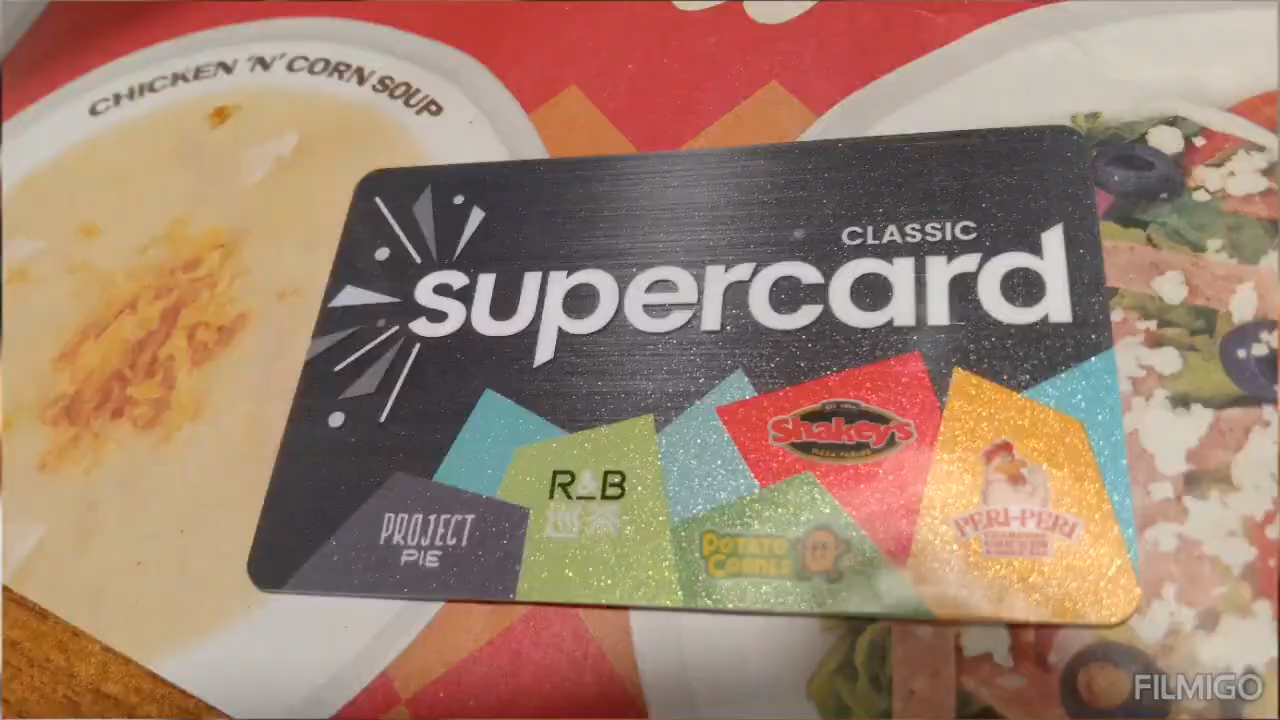 CHICKEN 'N' CORN SOUP
CLASSIC
supercard
Shakey's
R_B
PROJECT
PIE
POTATO
CORNER
PERI-PERI
FILMIGO